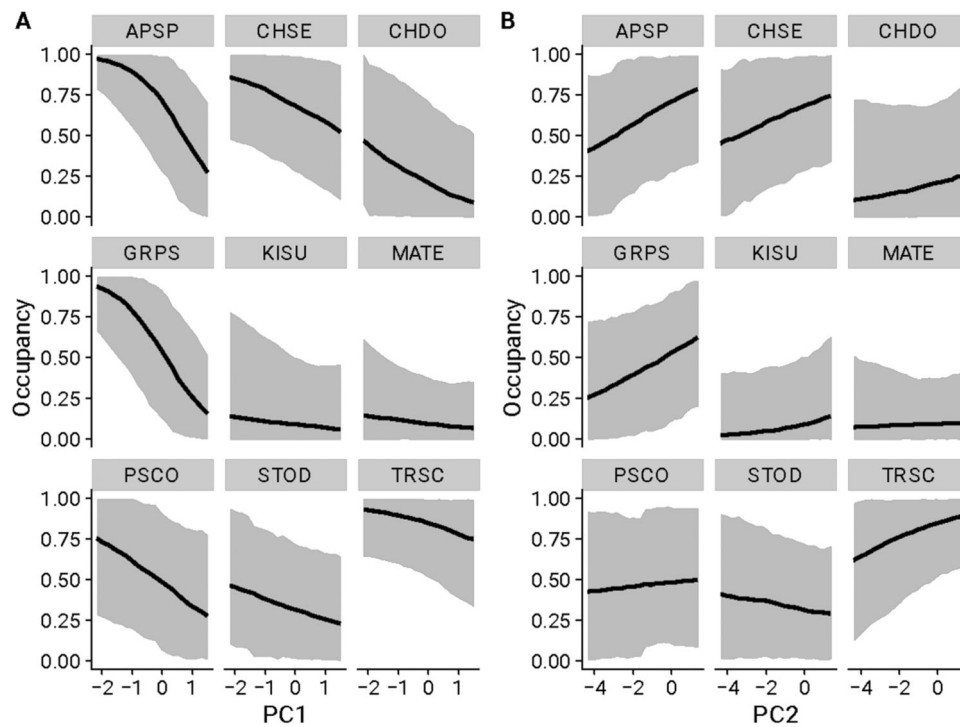 A
B
APSP CHSE CHDO
APSP CHSE CHDO
1.00
0.75
0.50
0.25
0.00
1.00
0.75
0.50
0.25
0.00
GRPS KISU MATE
GRPS KISU MATE
1.00
0.75
0.50
0.25
0.00
1.00
0.75
0.50
0.25
0.00
Occupancy
Occupancy
PSCO STOD TRSC
PSCO STOD TRSC
1.00
0.75
0.50
0.25
0.00
1.00
0.75
0.50
0.25
0.00
−2 −1 0 1 −2 −1 0 1 −2 −1 0 1
−4 −2 0 −4 −2 0 −4 −2 0
PC1
PC2